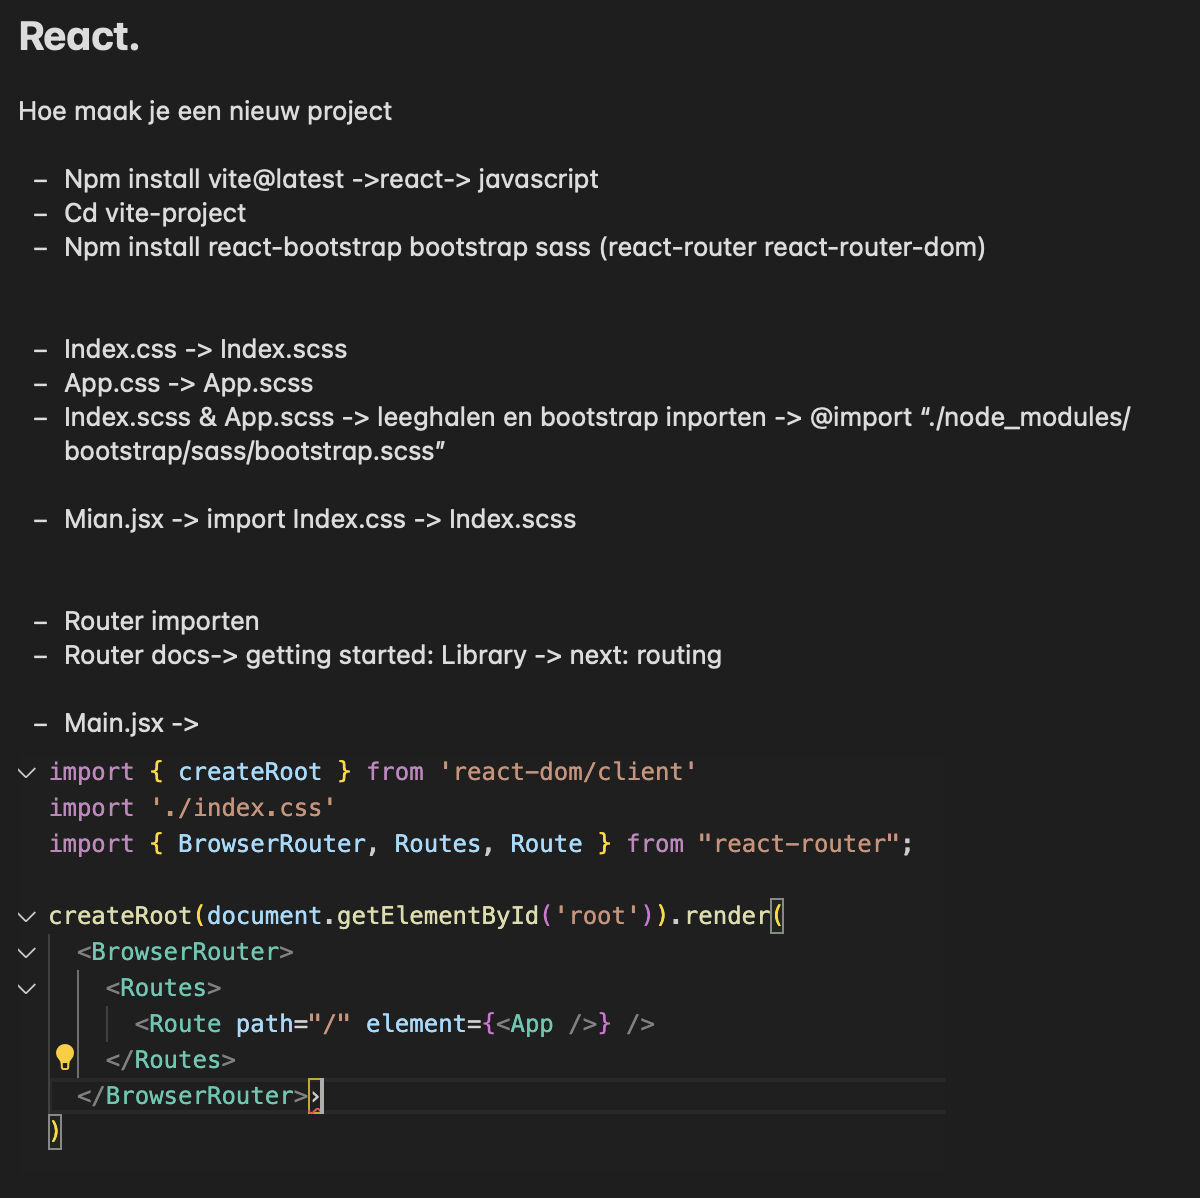 React.
Hoe maak je een nieuw project
– Npm install vite@latest ->react-> javascript
– Cd vite-project
– Npm install react-bootstrap bootstrap sass (react-router react-router-dom)
– Index.css -> Index.scss
– App.css -> App.scss
– Index.scss & App.scss -> leeghalen en bootstrap inporten -> @import “./node_modules/
bootstrap/sass/bootstrap.scss”
– Mian.jsx -> import Index.css -> Index.scss
– Router importen
– Router docs-> getting started: Library -> next: routing
– Main.jsx ->
import { createRoot } from 'react-dom/client'
import './index.css'
import { BrowserRouter, Routes, Route } from "react-router";
createRoot(document.getElementById('root')).render(
<BrowserRouter>
<Routes>
<Route path="/" element={<App />} />
</Routes>
</BrowserRouter>›
)